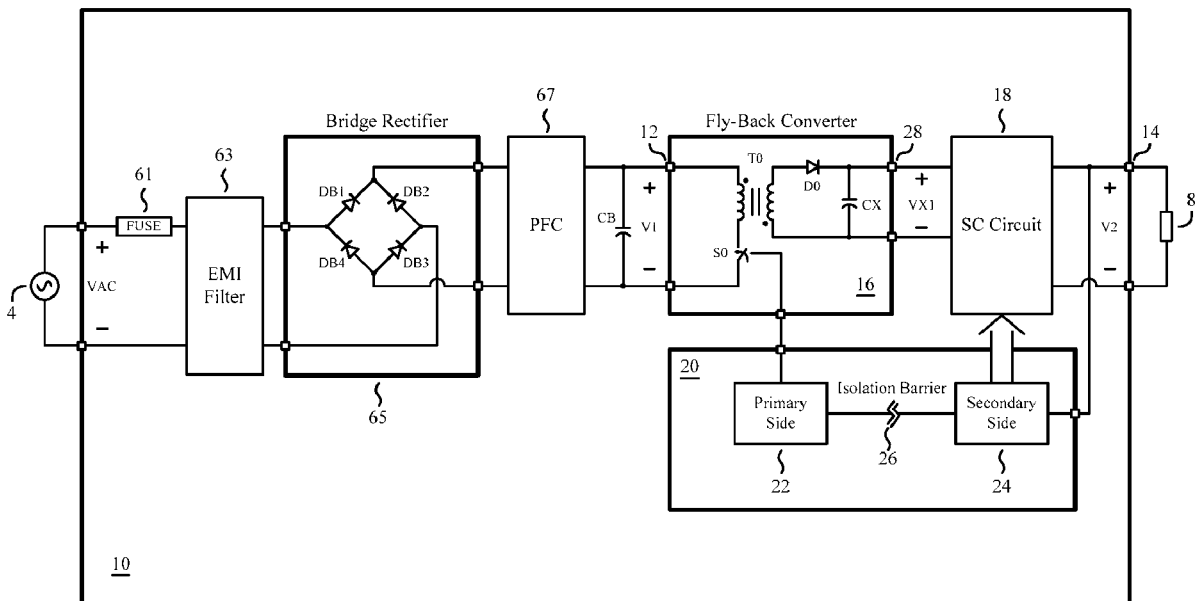 67
18
Bridge Rectifier
12
Fly-Back Converter
28
14
63
61
T0
D0
DB1
DB2
FUSE
+
VAC
−
4
EMI
Filter
DB4
DB3
PFC
CB
+
V1
−
S0
CX
+
VX1
−
SC Circuit
+
V2
−
8
16
65
20
Isolation Barrier
Primary
Side
Secondary
Side
26
22
24
10